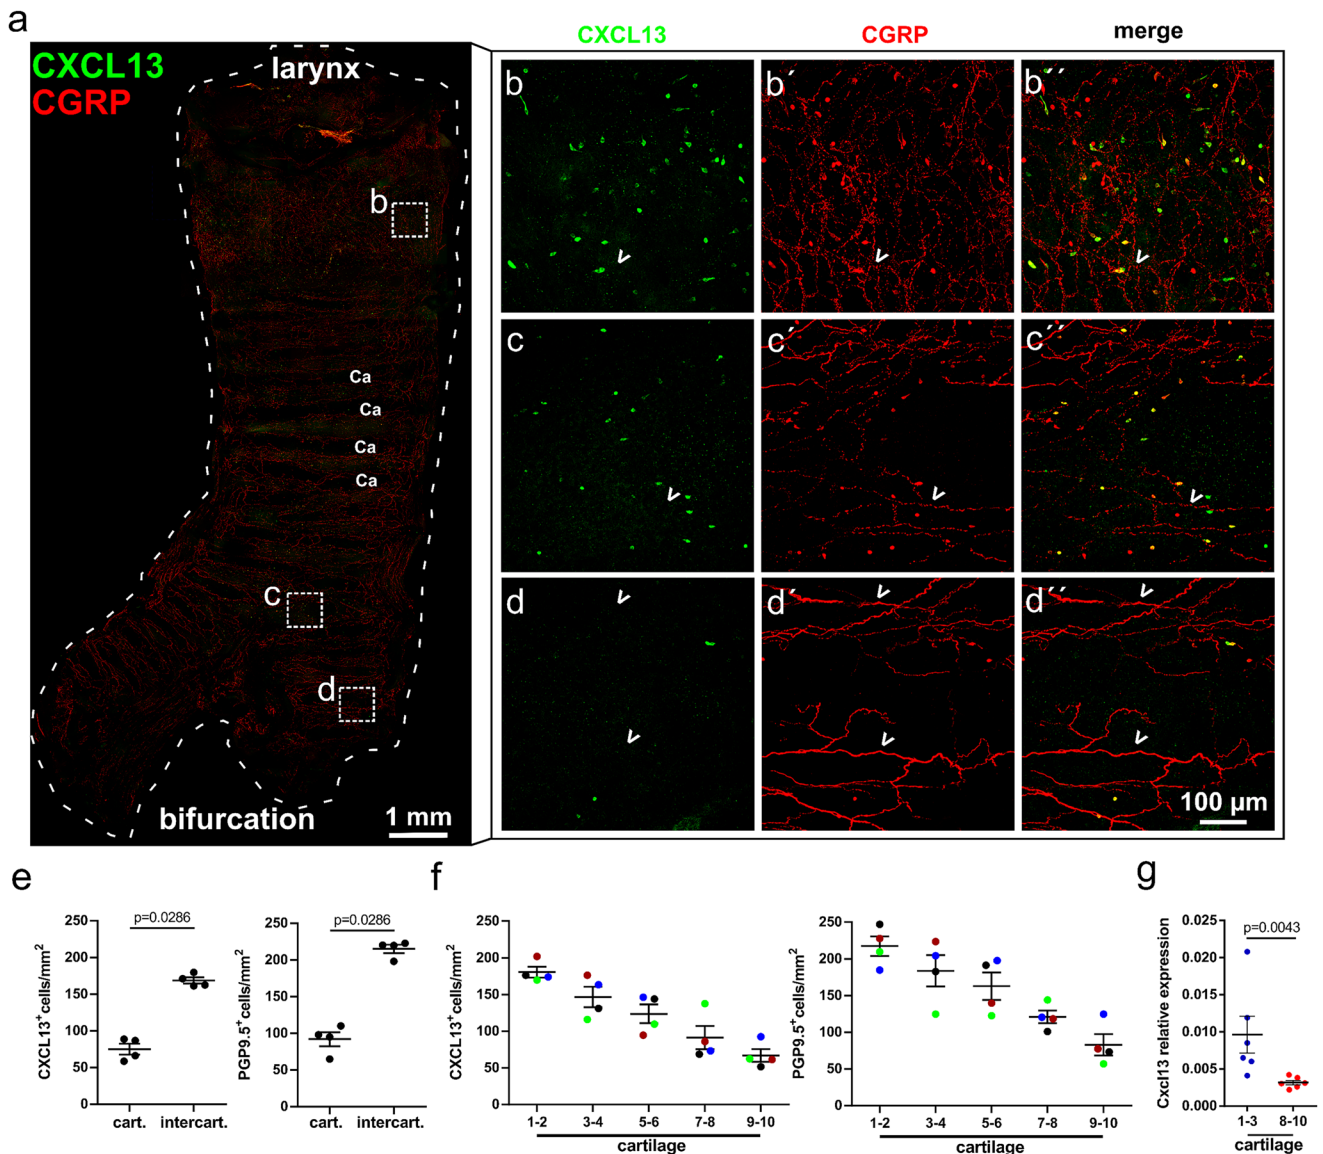 a
CXCL13
CGRP
larynx
b
Ca
Ca
Ca
Ca
c
d
bifurcation
1 mm
CXCL13 CGRP merge
b b´ b´´
c c´ c´´
d d´ d´´
100 µm
e
CXCL13+cells/mm2
250
200
150
100
50
0
p=0.0286
cart. intercart.
PGP9.5+cells/mm2
250
200
150
100
50
0
p=0.0286
cart. intercart.
f
CXCL13+cells/mm2
250
200
150
100
50
0
1-2 3-4 5-6 7-8 9-10
cartilage
PGP9.5+cells/mm2
250
200
150
100
50
0
1-2 3-4 5-6 7-8 9-10
cartilage
g
Cxcl13 relative expression
0.025
0.020
0.015
0.010
0.005
0.000
p=0.0043
1-3 8-10
cartilage